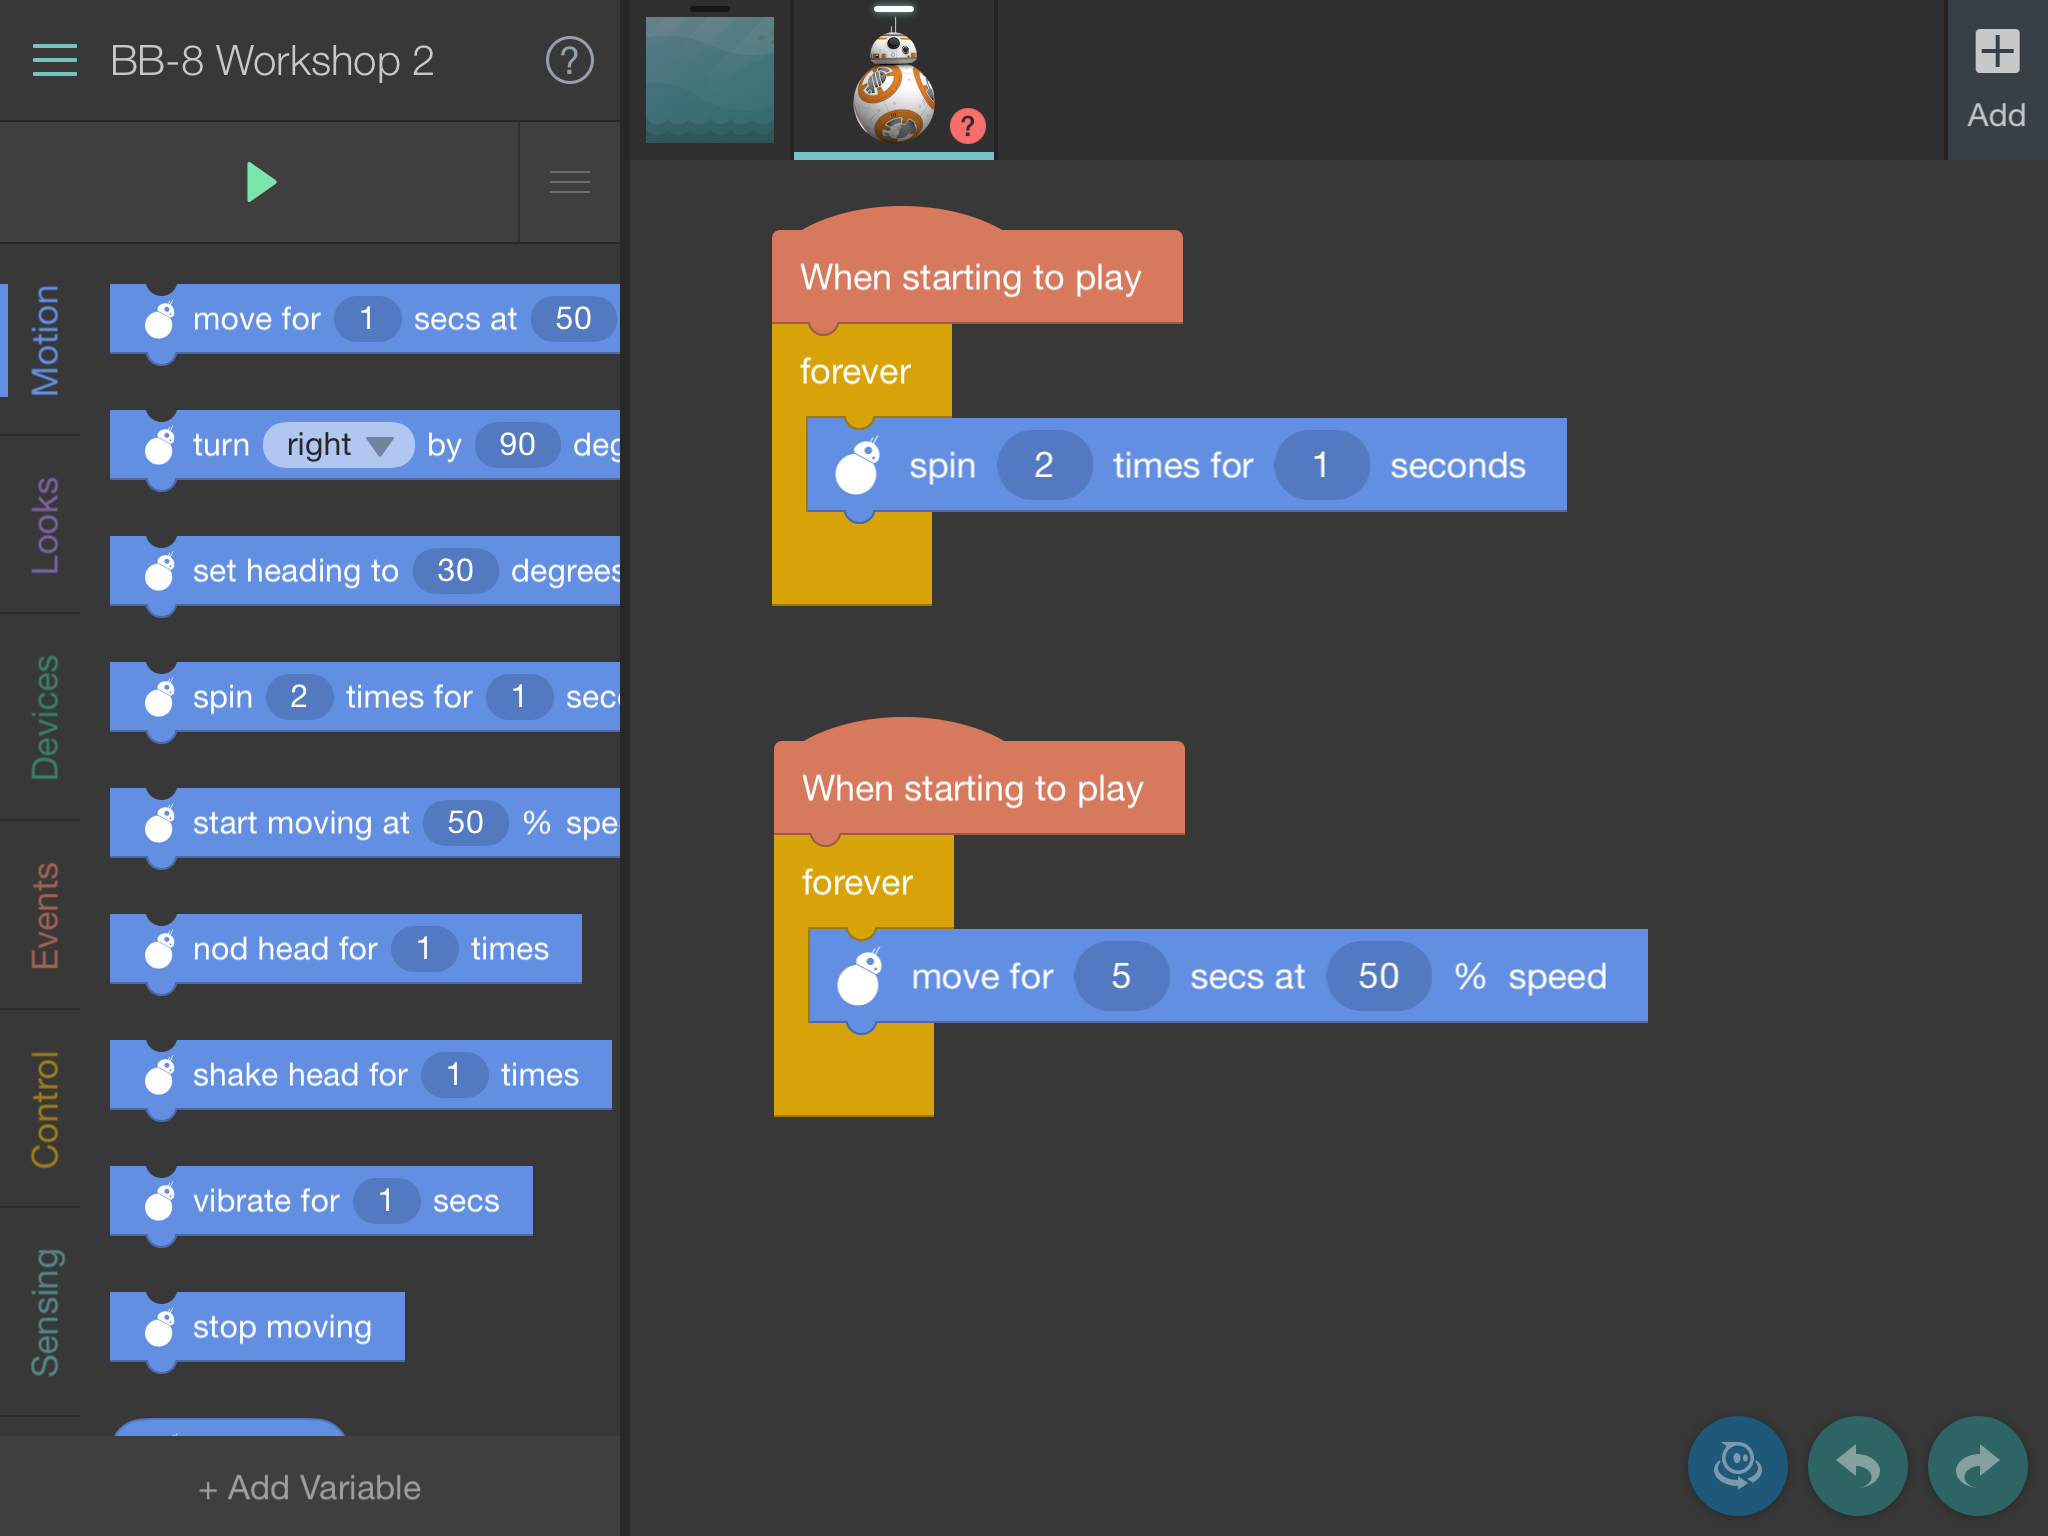 BB-8 Workshop 2
?
?
Add
Motion
Looks
Devices
Events
Control
Sensing
move for 1 secs at 50
turn right by 90 deg
set heading to 30 degrees
spin 2 times for 1 sec
start moving at 50 % spe
nod head for 1 times
shake head for 1 times
vibrate for 1 secs
stop moving
+ Add Variable
When starting to play
forever
spin 2 times for 1 seconds
When starting to play
forever
move for 5 secs at 50 % speed